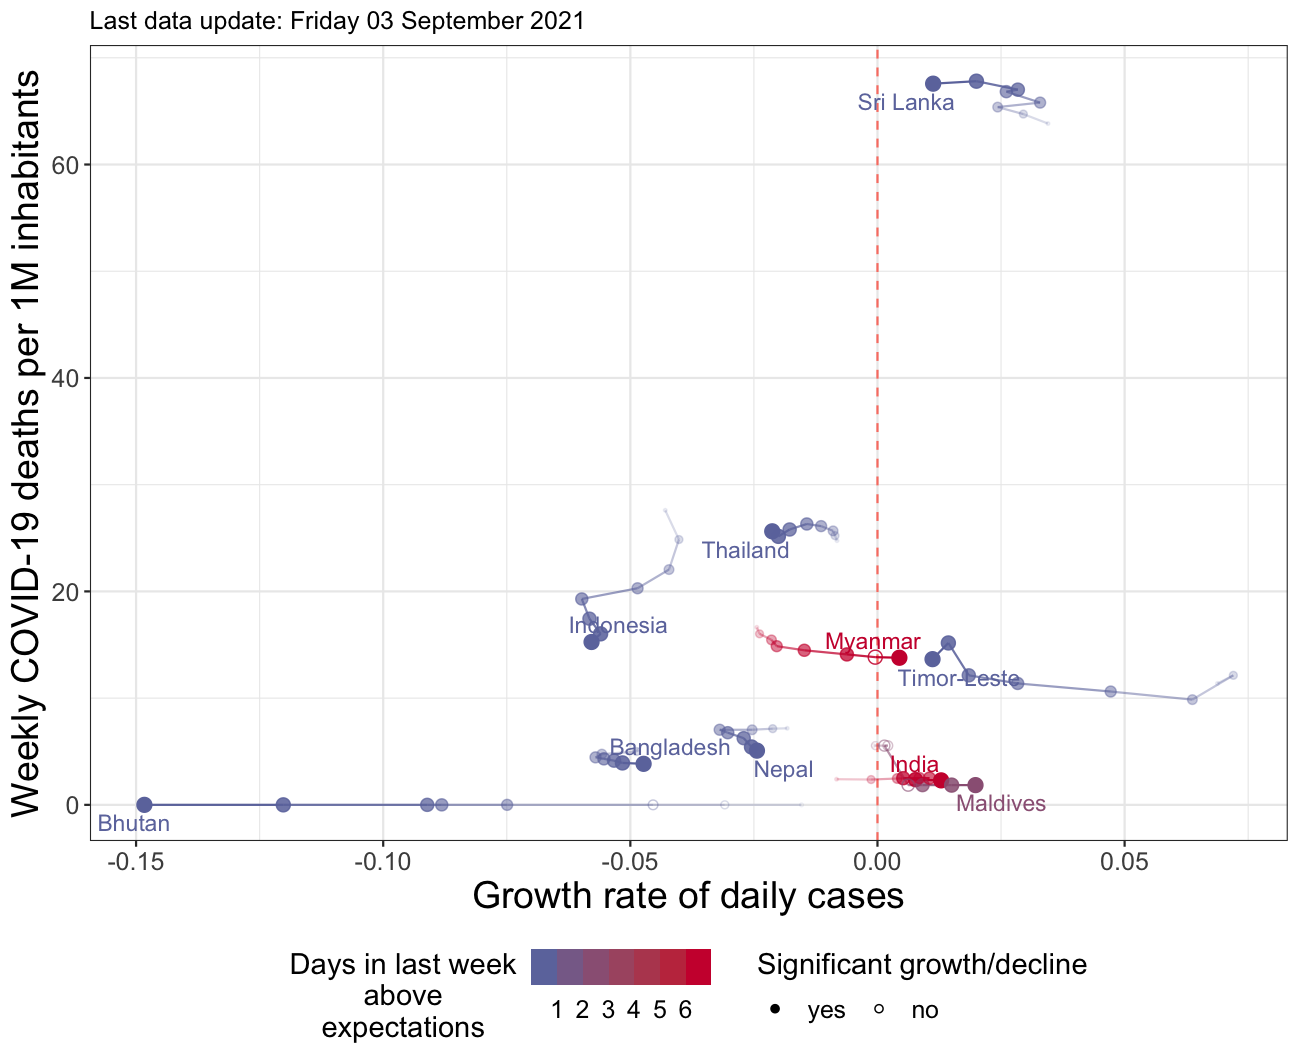 Last data update: Friday 03 September 2021
Weekly COVID-19 deaths per 1M inhabitants
60
40
20
0
Sri Lanka
Thailand
Indonesia
Myanmar
Timor-Leste
Bangladesh
Nepal
India
Maldives
Bhutan
-0.15 -0.10 -0.05 0.00 0.05
Growth rate of daily cases
Days in last week
above
expectations
1 2 3 4 5 6
Significant growth/decline
yes no